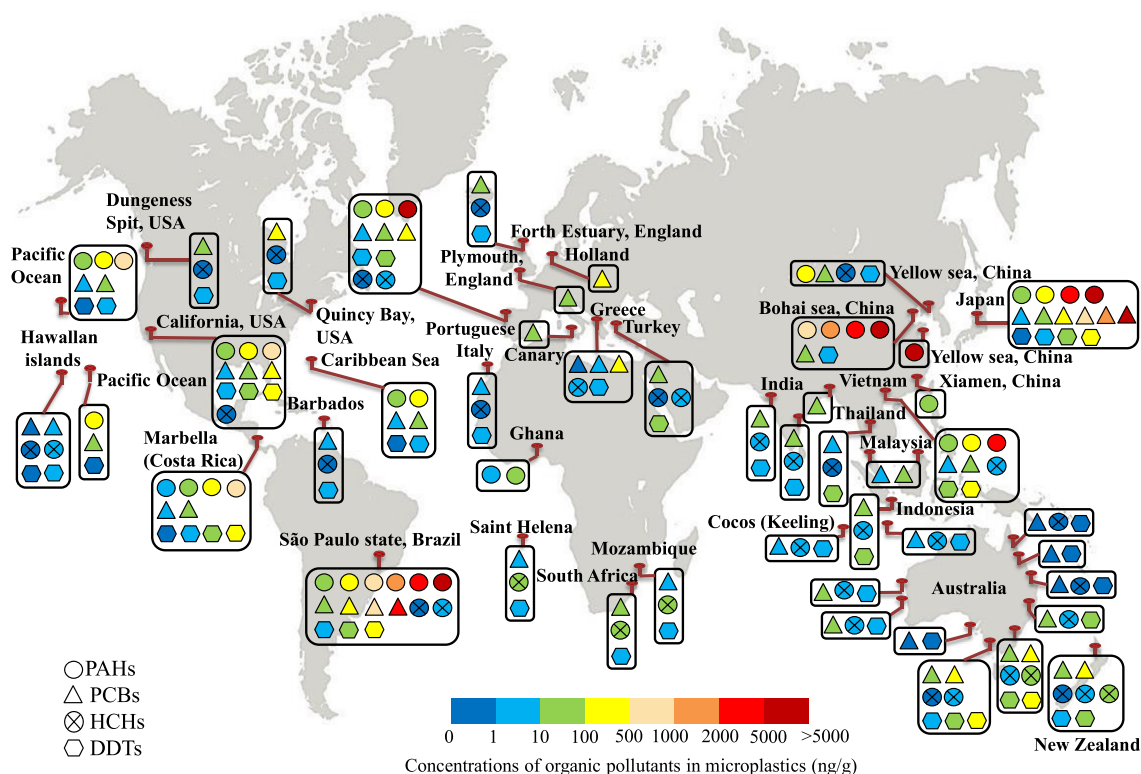 Dungeness
Spit, USA
Pacific
Ocean
Hawallan
islands
California, USA
Pacific Ocean
Quincy Bay,
USA
Caribbean Sea
Barbados
Marbella
(Costa Rica)
São Paulo state, Brazil
Forth Estuary, England
Holland
Plymouth,
England
Greece
Portuguese
Turkey
Italy
Canary
Ghana
Saint Helena
South Africa
Mozambique
Yellow sea, China
Bohai sea, China
Japan
Yellow sea, China
India
Vietnam
Xiamen, China
Thailand
Malaysia
Indonesia
Cocos (Keeling)
Australia
New Zealand
PAHs
PCBs
HCHs
DDTs
0 1 10 100 500 1000 2000 5000 >5000
Concentrations of organic pollutants in microplastics (ng/g)